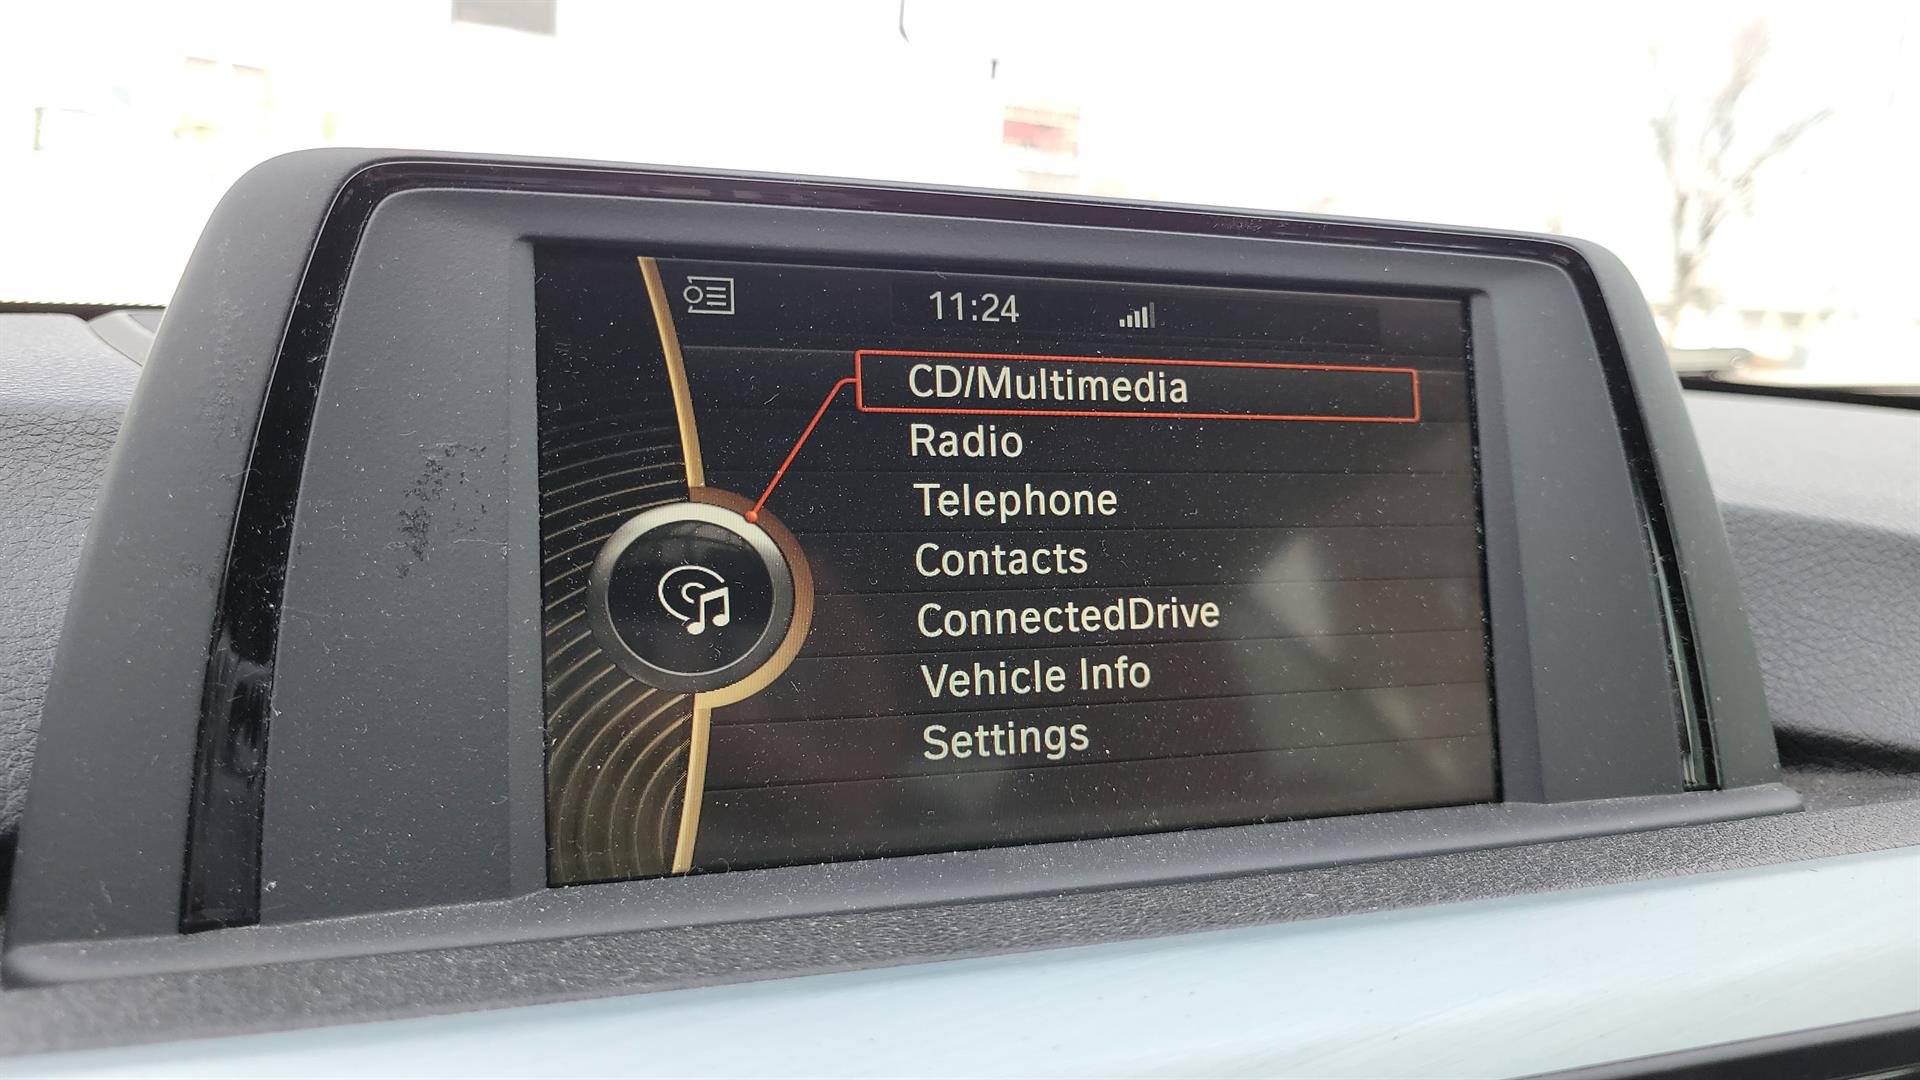 11:24
CD/Multimedia
Radio
Telephone
Contacts
ConnectedDrive
Vehicle Info
Settings